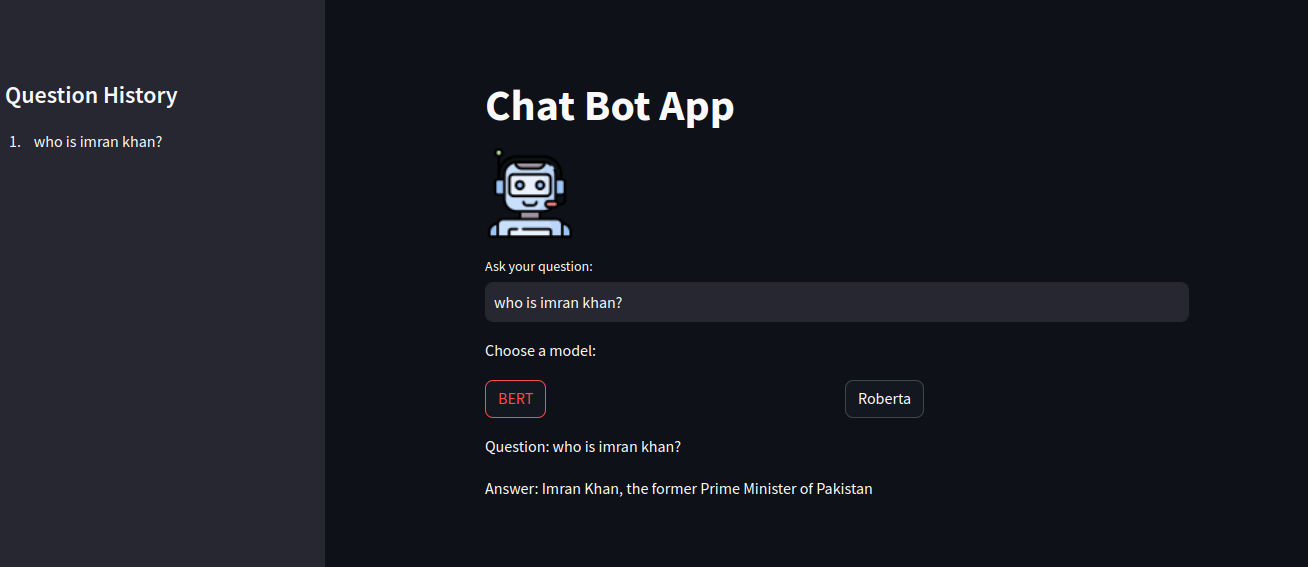 Question History
1. who is imran khan?
Chat Bot App
Ask your question:
who is imran khan?
Choose a model:
BERT
Roberta
Question: who is imran khan?
Answer: Imran Khan, the former Prime Minister of Pakistan